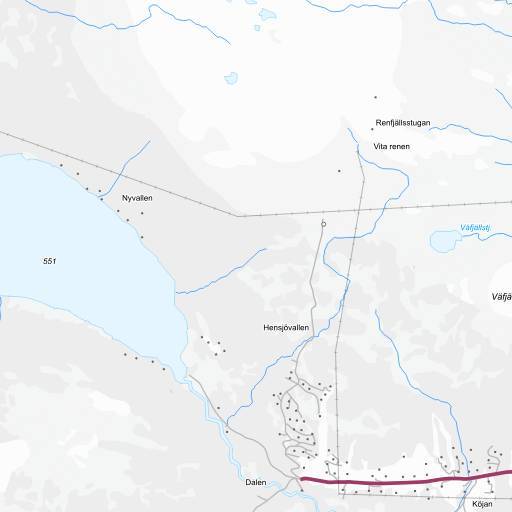 Renfjällsstugan
Vita renen
Nyvallen
Väfjällstj.
551
Väfjä
Hensjövallen
Dalen
Köjan